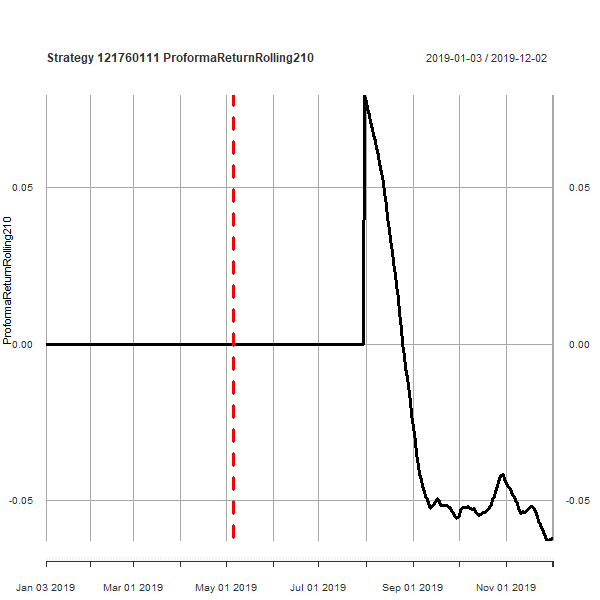 Strategy 121760111 ProformaReturnRolling210
2019-01-03 / 2019-12-02
ProformaReturnRolling210
0.05
0.05
0.00
0.00
-0.05
-0.05
Jan 03 2019
Mar 01 2019
May 01 2019
Jul 01 2019
Sep 01 2019
Nov 01 2019